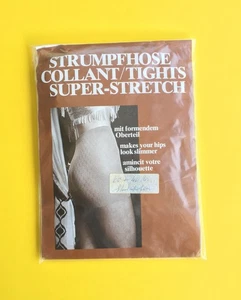 STRUMPFHOSE
COLLANT/TIGHTS
SUPER-STRETCH
mit formendem
Oberteil
makes your hips
look slimmer
amincit votre
silhouette